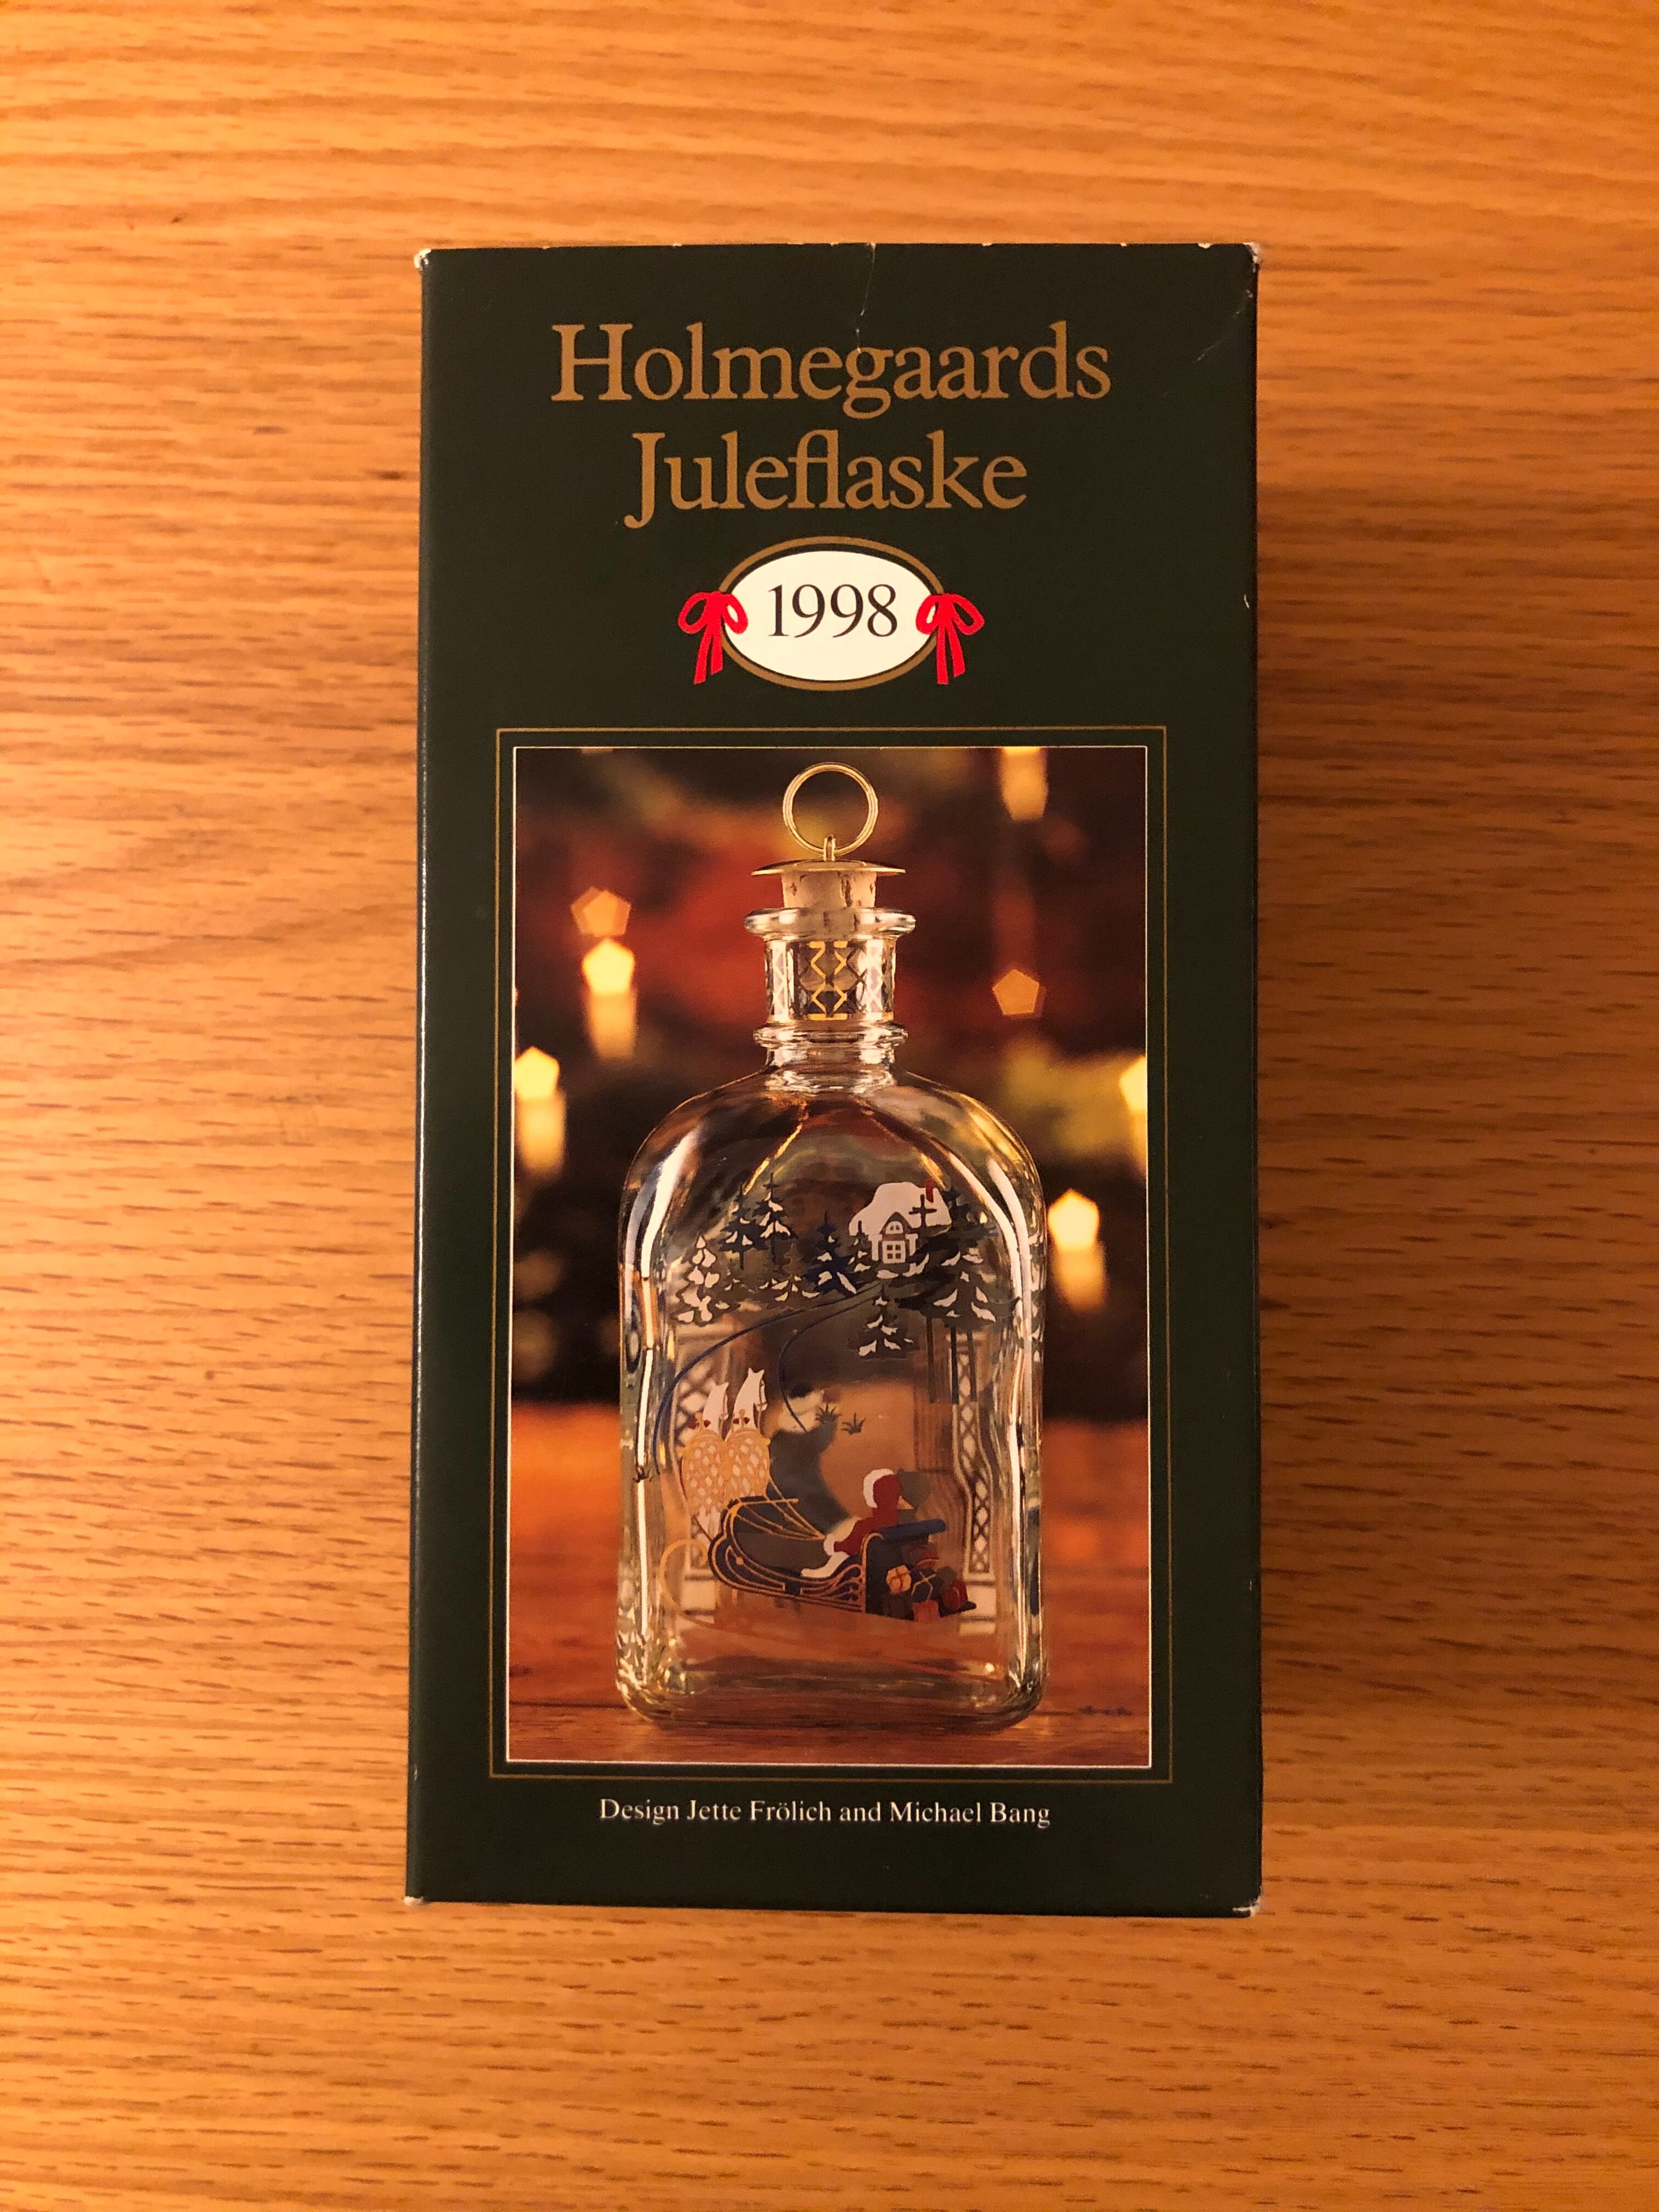 Holmegaards
Juleflaske
1998
Design Jette Frölich and Michael Bang